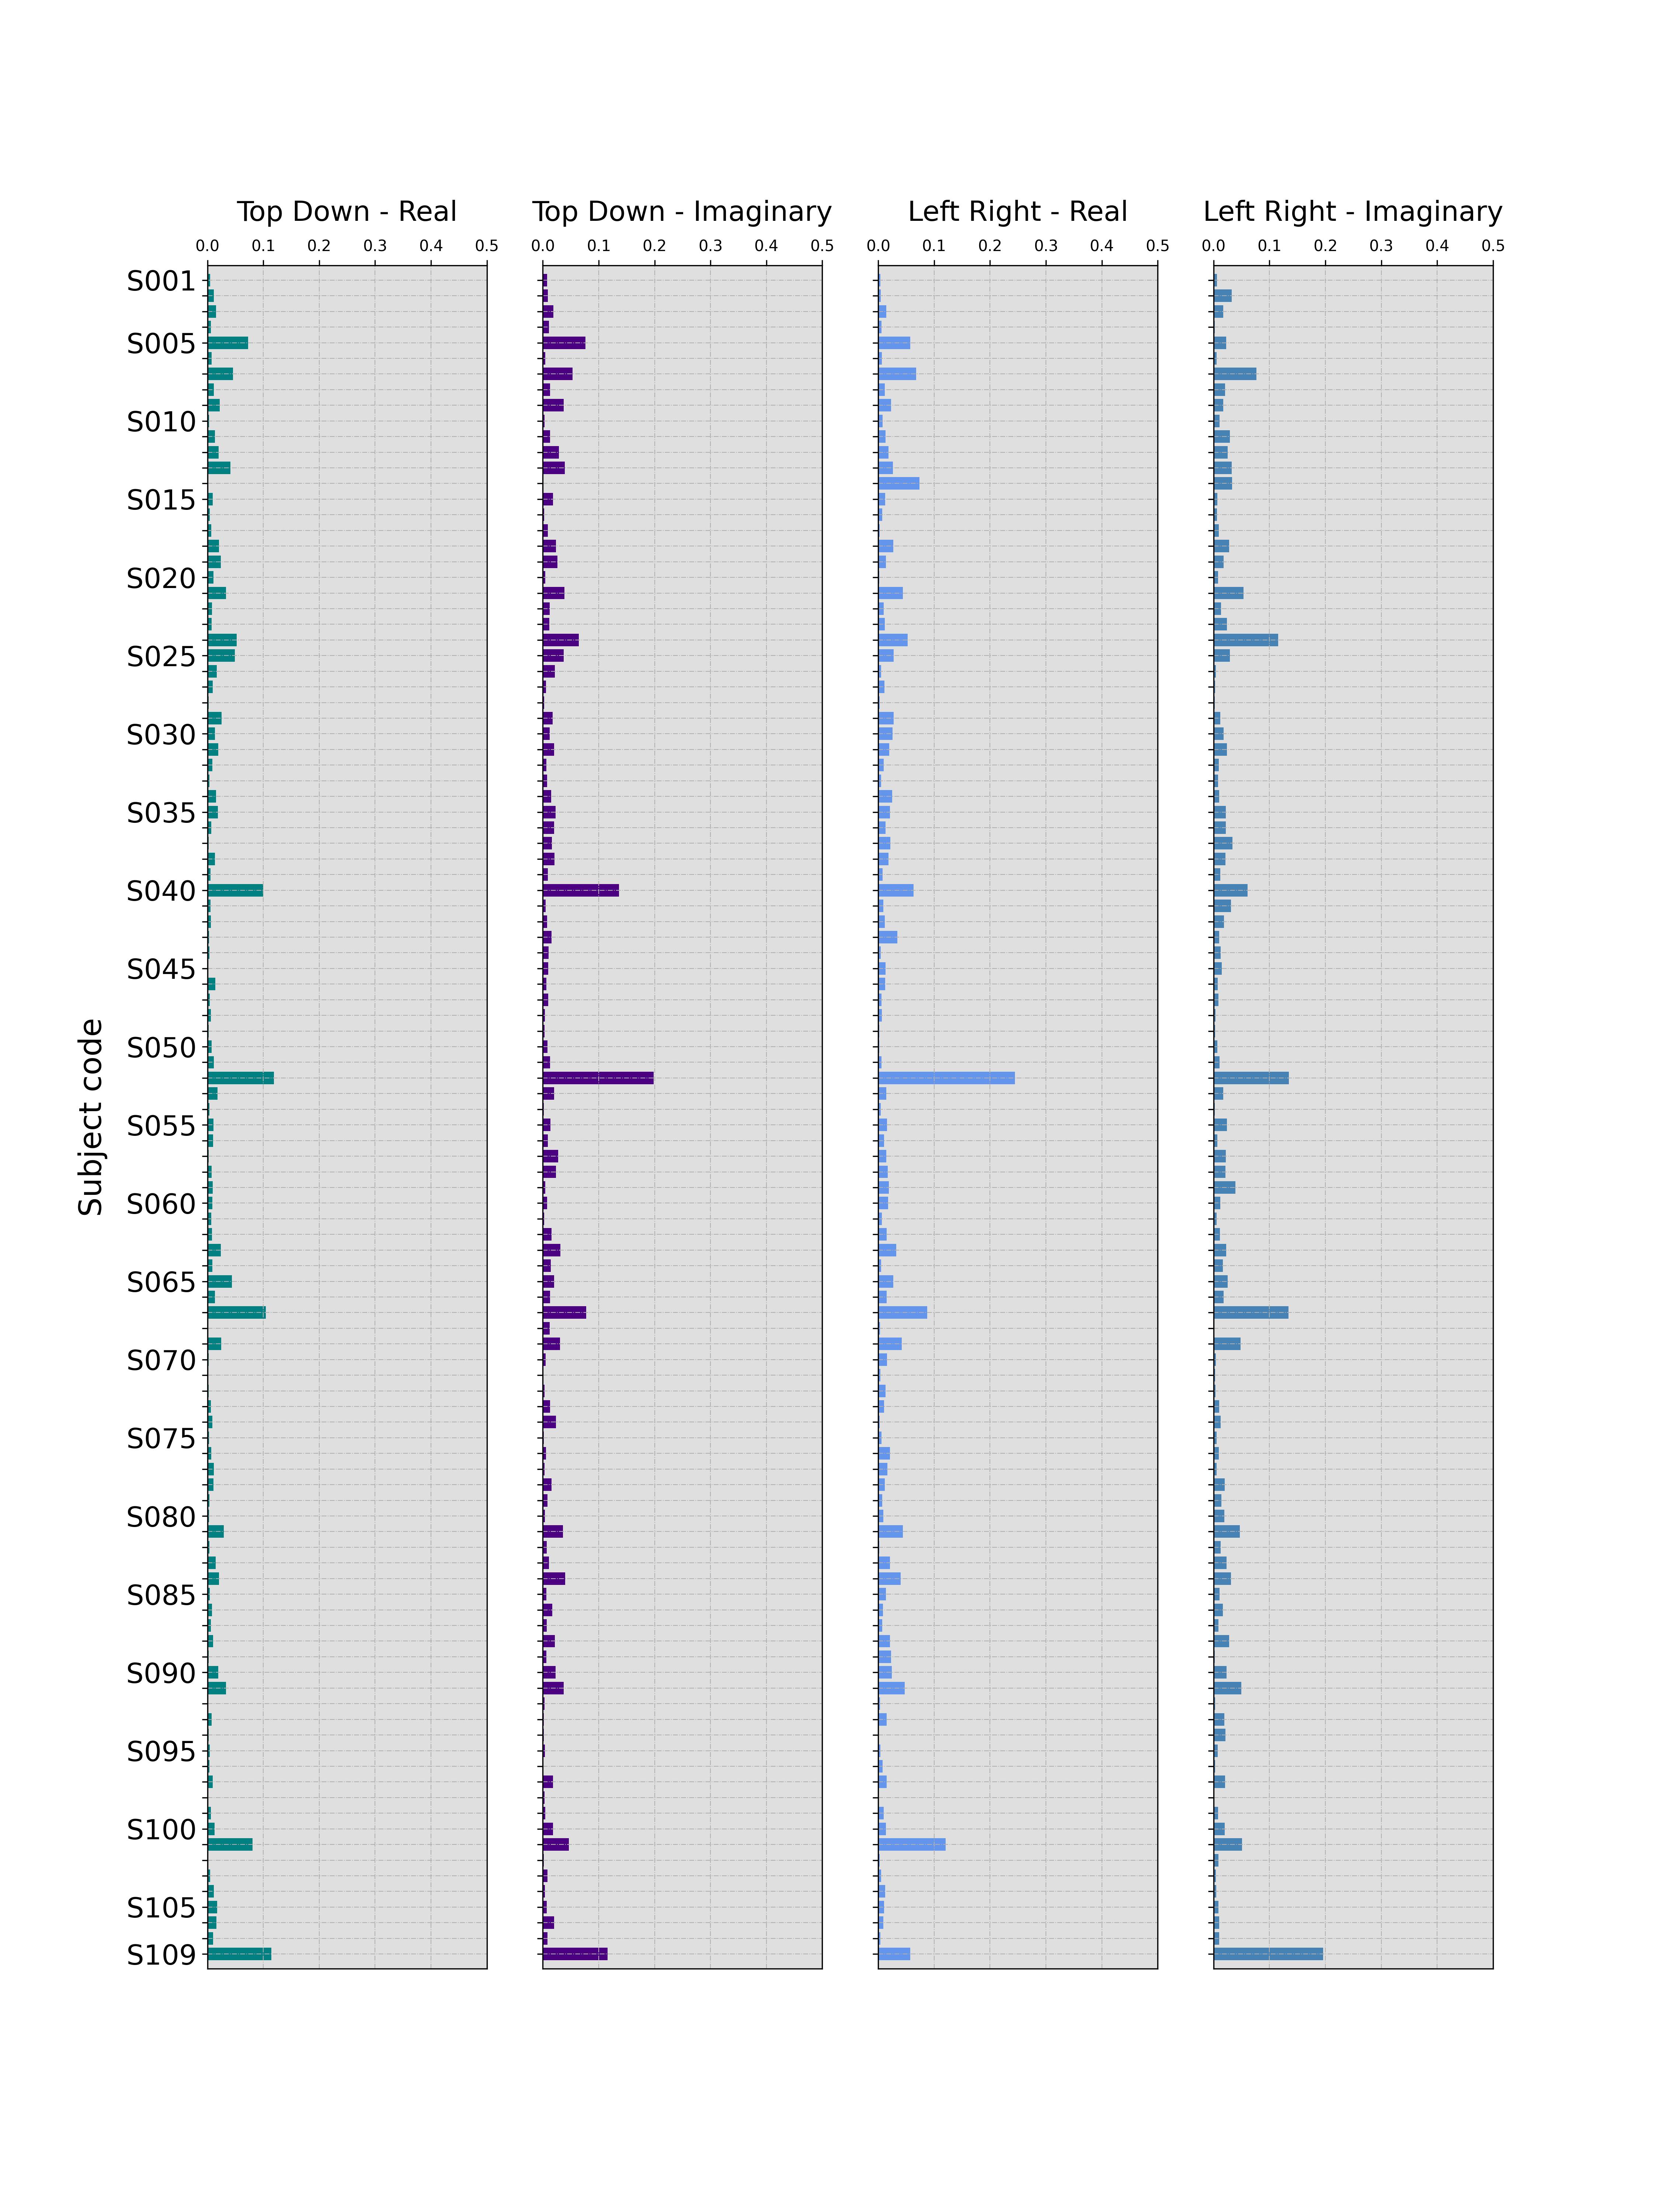 Top Down - Real Top Down - Imaginary Left Right - Real Left Right - Imaginary
0.0 0.1 0.2 0.3 0.4 0.5 0.0 0.1 0.2 0.3 0.4 0.5 0.0 0.1 0.2 0.3 0.4 0.5 0.0 0.1 0.2 0.3 0.4 0.5
S001
S005
S010
S015
S020
S025
S030
S035
S040
S045
S050
S055
S060
S065
S070
S075
S080
S085
S090
S095
S100
S105
S109
Subject code